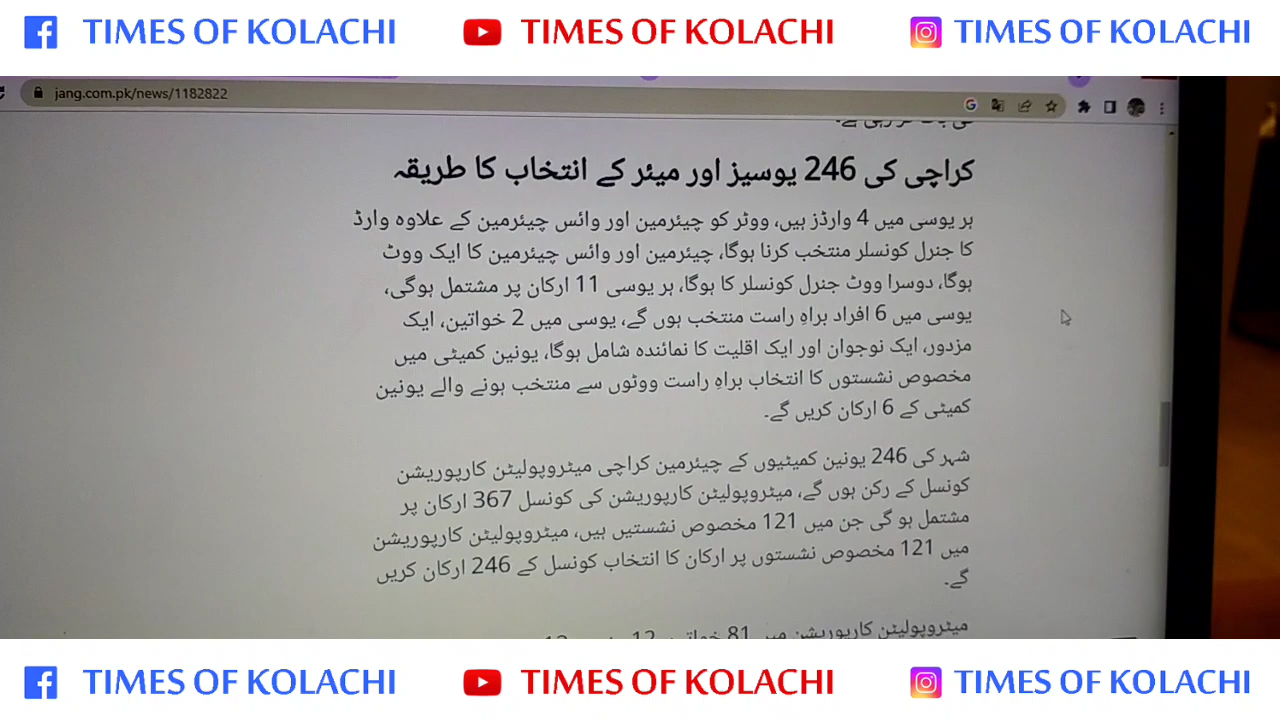 TIMES OF KOLACHI TIMES OF KOLACHI TIMES OF KOLACHI
jang.com.pk/news/1182822
کراچی کی 246 یوسیز اور میئر کے انتخاب کا طریقہ
ہر یوسی میں 4 وارڈز ہیں، ووٹر کو چیئرمین اور وائس چیئرمین کے علاوہ وارڈ
کا جنرل کونسلر منتخب کرنا ہوگا، چیئرمین اور وائس چیئرمین کا ایک ووٹ
ہوگا، دوسرا ووٹ جنرل کونسلر کا ہوگا، ہر یوسی 11 ارکان پر مشتمل ہوگی،
یوسی میں 6 افراد براہِ راست منتخب ہوں گے، یوسی میں 2 خواتین، ایک
مزدور، ایک نوجوان اور ایک اقلیت کا نمائندہ شامل ہوگا، یونین کمیٹی میں
مخصوص نشستوں کا انتخاب براہِ راست ووٹوں سے منتخب ہونے والے یونین
کمیٹی کے 6 ارکان کریں گے۔
شہر کی 246 یونین کمیٹیوں کے چیئرمین کراچی میٹروپولیٹن کارپوریشن
کونسل کے رکن ہوں گے، میٹروپولیٹن کارپوریشن کی کونسل 367 ارکان پر
مشتمل ہو گی جن میں 121 مخصوص نشستیں ہیں، میٹروپولیٹن کارپوریشن
میں 121 مخصوص نشستوں پر ارکان کا انتخاب کونسل کے 246 ارکان کریں
گے۔
میٹروپولیٹن کارپوریشن میں 81 خواتین، 12
TIMES OF KOLACHI TIMES OF KOLACHI TIMES OF KOLACHI